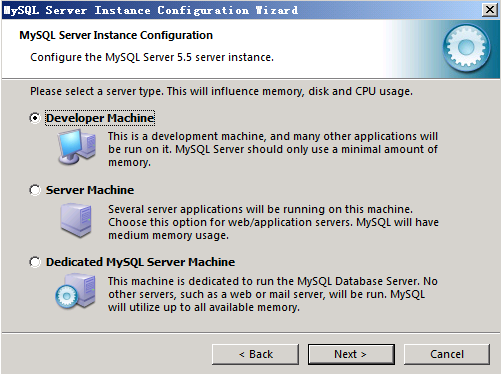 MySQL Server Instance Configuration Wizard
MySQL Server Instance Configuration
Configure the MySQL Server 5.5 server instance.
Please select a server type. This will influence memory, disk and CPU usage.
Developer Machine
This is a development machine, and many other applications will
be run on it. MySQL Server should only use a minimal amount of
memory.
Server Machine
Several server applications will be running on this machine.
Choose this option for web/application servers. MySQL will have
medium memory usage.
Dedicated MySQL Server Machine
This machine is dedicated to run the MySQL Database Server. No
other servers, such as a web or mail server, will be run. MySQL
will utilize up to all available memory.
< Back
Next >
Cancel